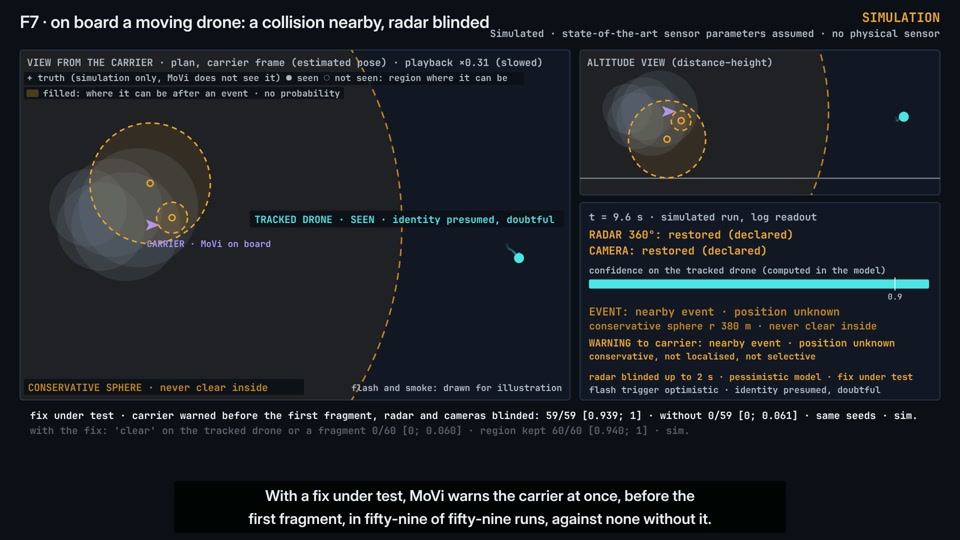 F7 · on board a moving drone: a collision nearby, radar blinded
SIMULATION
Simulated · state-of-the-art sensor parameters assumed · no physical sensor
VIEW FROM THE CARRIER · plan, carrier frame (estimated pose) · playback ×0.31 (slowed)
+ truth (simulation only, MoVi does not see it) ● seen ○ not seen: region where it can be
filled: where it can be after an event · no probability
TRACKED DRONE · SEEN · identity presumed, doubtful
CARRIER · MoVi on board
CONSERVATIVE SPHERE · never clear inside
flash and smoke: drawn for illustration
ALTITUDE VIEW (distance-height)
t = 9.6 s · simulated run, log readout
RADAR 360°: restored (declared)
CAMERA: restored (declared)
confidence on the tracked drone (computed in the model)
0.9
EVENT: nearby event · position unknown
conservative sphere r 380 m · never clear inside
WARNING to carrier: nearby event · position unknown
conservative, not localised, not selective
radar blinded up to 2 s · pessimistic model · fix under test
flash trigger optimistic · identity presumed, doubtful
fix under test · carrier warned before the first fragment, radar and cameras blinded: 59/59 [0.939; 1] · without 0/59 [0; 0.061] · same seeds · sim.
with the fix: 'clear' on the tracked drone or a fragment 0/60 [0; 0.060] · region kept 60/60 [0.940; 1] · sim.
With a fix under test, MoVi warns the carrier at once, before the
first fragment, in fifty-nine of fifty-nine runs, against none without it.